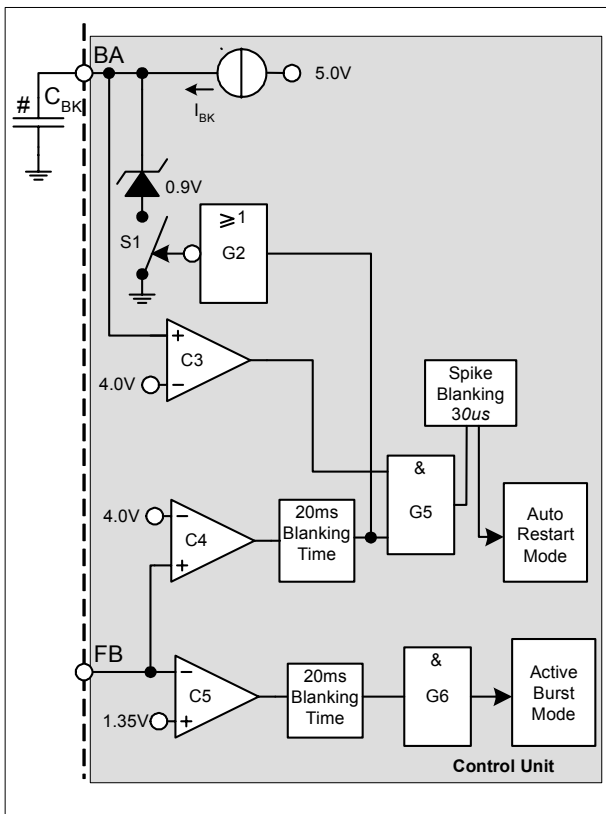 BA
5.0V
# C_BK
I_BK
0.9V
S1
≥1
G2
+
C3
4.0V
−
Spike
Blanking
30us
&
G5
4.0V
−
C4
+
20ms
Blanking
Time
Auto
Restart
Mode
FB
−
C5
1.35V
+
20ms
Blanking
Time
&
G6
Active
Burst
Mode
Control Unit